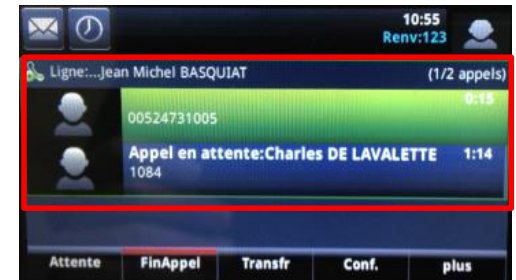 10:55
Renv:123
Ligne:...Jean Michel BASQUIAT (1/2 appels)
0:15
00524731005
Appel en attente:Charles DE LAVALETTE 1:14
1084
Attente FinAppel Transfr Conf. plus